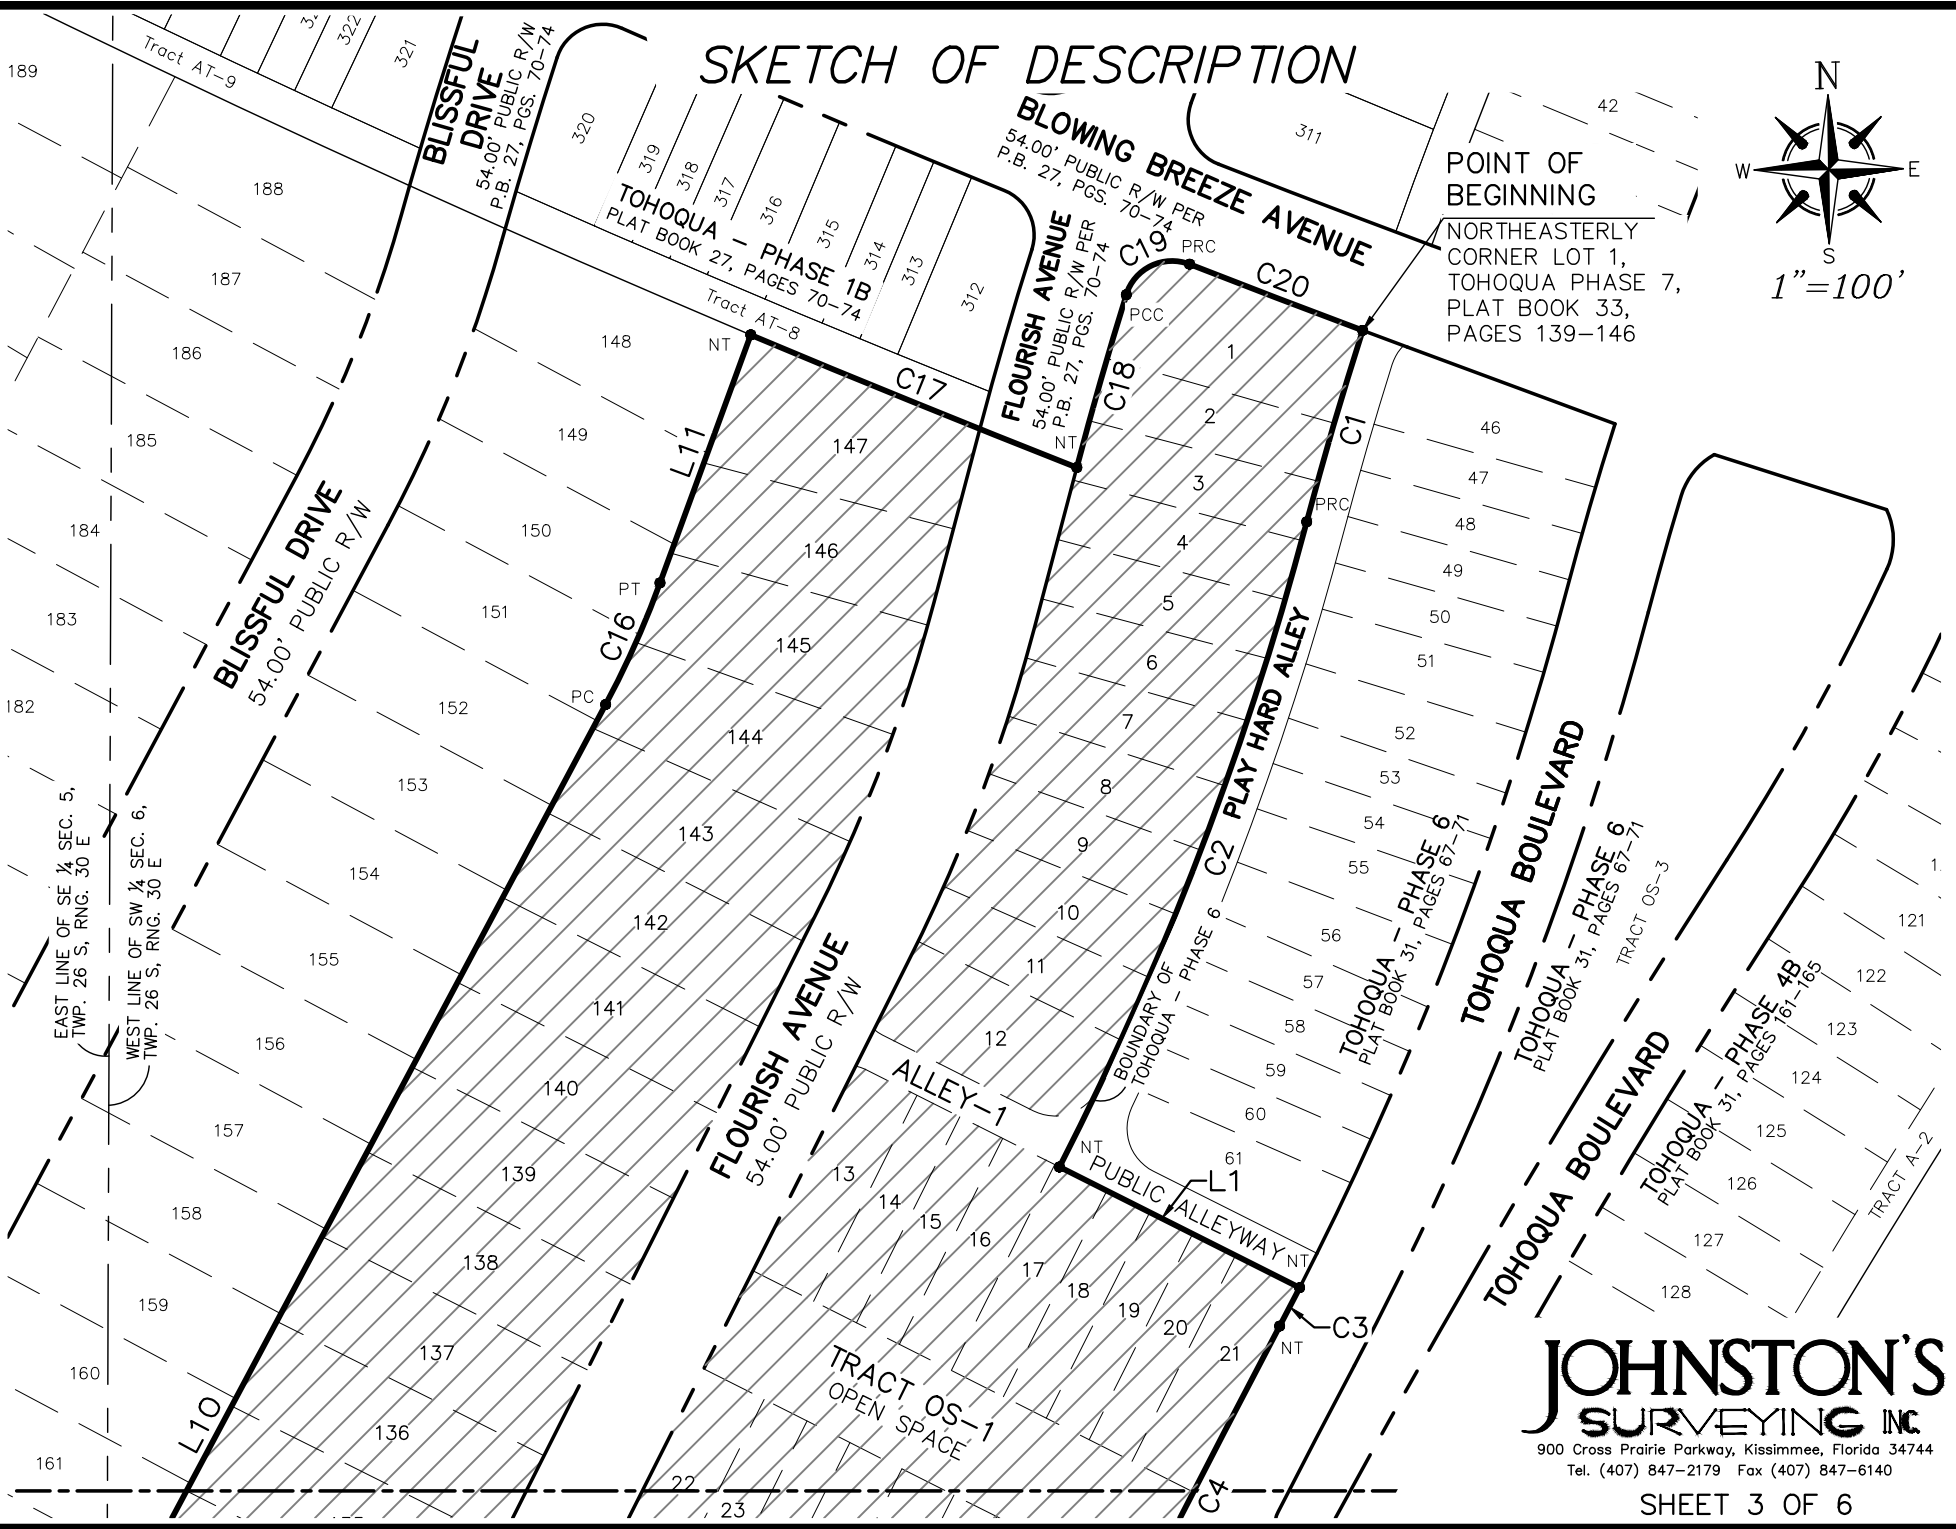 SKETCH OF DESCRIPTION
189
Tract AT-9
322
321
BLISSFUL
DRIVE
54.00' PUBLIC R/W
P.B. 27, PGS. 70-74
320
319
318
317
316
315
314
313
312
TOHOQUA - PHASE 1B
PLAT BOOK 27, PAGES 70-74
Tract AT-8
BLOWING BREEZE AVENUE
54.00' PUBLIC R/W PER
P.B. 27, PGS. 70-74
311
42
FLOURISH AVENUE
54.00' PUBLIC R/W PER
P.B. 27, PGS. 70-74
C19
PRC
C20
PCC
C18
NT
POINT OF
BEGINNING
NORTHEASTERLY
CORNER LOT 1,
TOHOQUA PHASE 7,
PLAT BOOK 33,
PAGES 139-146
N
W
E
S
1"=100'
188
187
186
185
184
183
182
BLISSFUL DRIVE
54.00' PUBLIC R/W
148
149
150
151
152
153
154
155
156
157
158
159
160
161
NT
C17
L11
PT
C16
PC
L10
147
146
145
144
143
142
141
140
139
138
137
136
EAST LINE OF SE ¼ SEC. 5,
TWP. 26 S, RNG. 30 E
WEST LINE OF SW ¼ SEC. 6,
TWP. 26 S, RNG. 30 E
FLOURISH AVENUE
54.00' PUBLIC R/W
1
2
3
4
5
6
7
8
9
10
11
12
C1
PRC
PLAY HARD ALLEY
C2
BOUNDARY OF
TOHOQUA - PHASE 6
46
47
48
49
50
51
52
53
54
55
56
57
58
59
60
61
ALLEY-1
NT
PUBLIC ALLEYWAY
L1
NT
C3
NT
C4
13
14
15
16
17
18
19
20
21
22
23
TRACT OS-1
OPEN SPACE
TOHOQUA - PHASE 6
PLAT BOOK 31, PAGES 67-71
TOHOQUA BOULEVARD
TOHOQUA - PHASE 6
PLAT BOOK 31, PAGES 67-71
TRACT OS-3
TOHOQUA BOULEVARD
TOHOQUA - PHASE 4B
PLAT BOOK 31, PAGES 161-165
121
122
123
124
125
126
127
128
TRACT A-2
JOHNSTON'S
SURVEYING INC.
900 Cross Prairie Parkway, Kissimmee, Florida 34744
Tel. (407) 847-2179 Fax (407) 847-6140
SHEET 3 OF 6